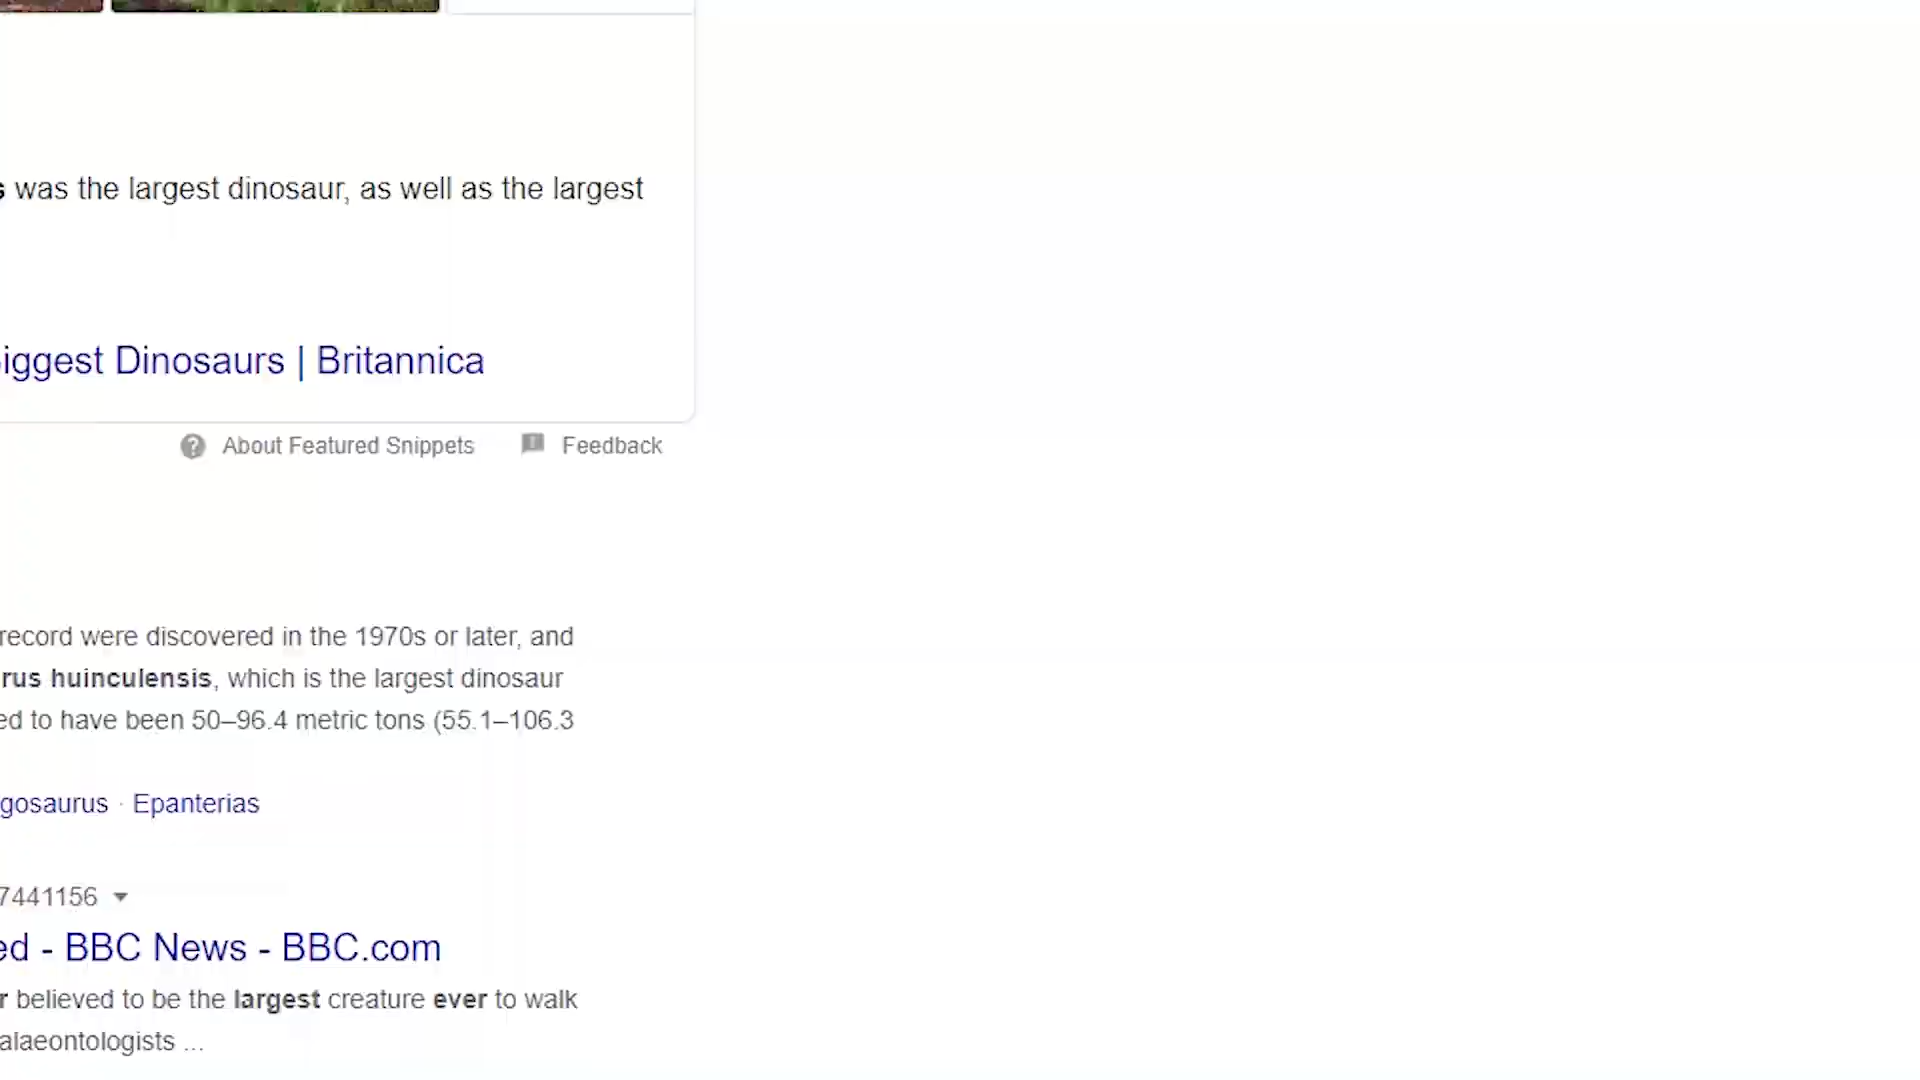 was the largest dinosaur, as well as the largest
iggest Dinosaurs | Britannica
About Featured Snippets Feedback
record were discovered in the 1970s or later, and
rus huinculensis, which is the largest dinosaur
ed to have been 50–96.4 metric tons (55.1–106.3
gosaurus · Epanterias
7441156
ed - BBC News - BBC.com
r believed to be the largest creature ever to walk
alaeontologists ...